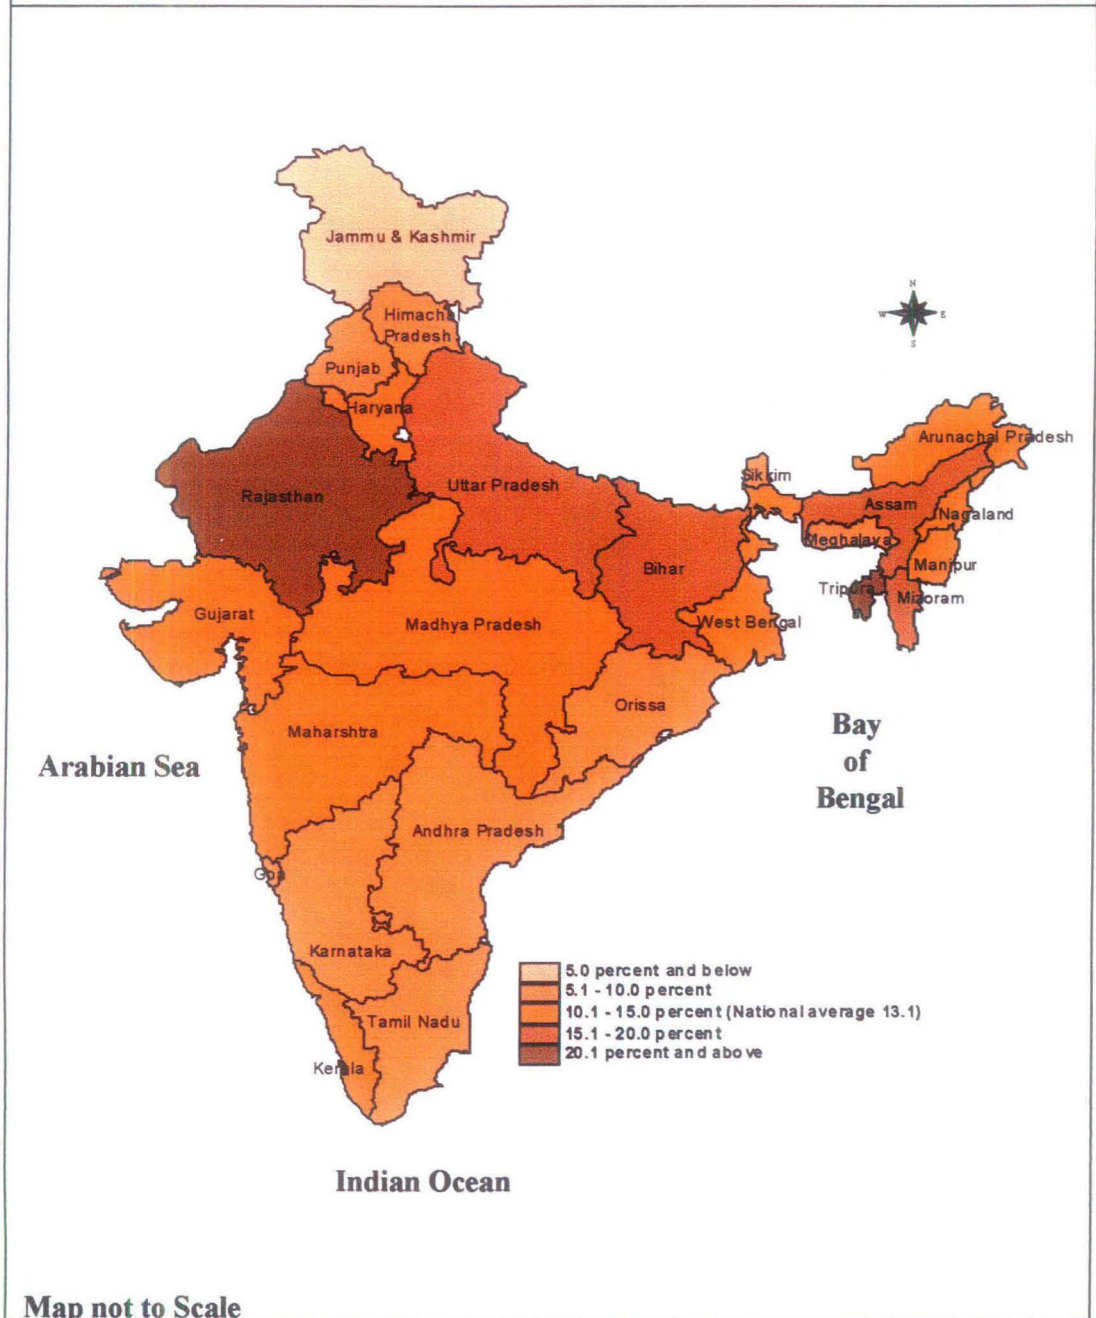 Jammu & Kashmir
N
W E
S
Himachal
Pradesh
Punjab
Haryana
Arunachal Pradesh
Sikkim
Rajasthan
Uttar Pradesh
Assam
Nagaland
Meghalaya
Manipur
Bihar
Tripura
Mizoram
Gujarat
Madhya Pradesh
West Bengal
Orissa
Maharshtra
Bay
of
Bengal
Arabian Sea
Andhra Pradesh
Goa
Karnataka
5.0 percent and below
5.1 - 10.0 percent
10.1 - 15.0 percent (National average 13.1)
15.1 - 20.0 percent
20.1 percent and above
Tamil Nadu
Kerala
Indian Ocean
Map not to Scale